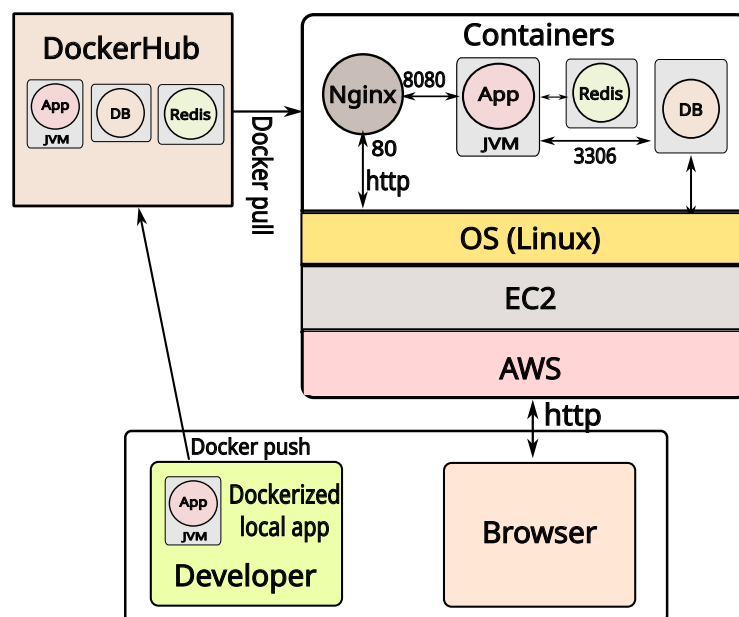 DockerHub
App
JVM
DB
Redis
Docker pull
Containers
Nginx
8080
App
JVM
Redis
DB
3306
80
http
OS (Linux)
EC2
AWS
http
Docker push
App
JVM
Dockerized
local app
Developer
Browser